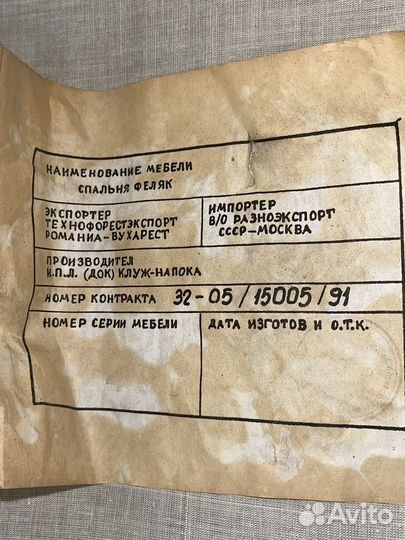 НАИМЕНОВАНИЕ МЕБЕЛИ
СПАЛЬНЯ ФЕЛЯК
ЭКСПОРТЕР
ТЕХНОФОРЕСТЭКСПОРТ
РОМАНИА-БУХАРЕСТ
ИМПОРТЕР
В/О РАЗНОЭКСПОРТ
СССР-МОСКВА
ПРОИЗВОДИТЕЛ
И.П.Л. (ДОК) КЛУЖ-НАПОКА
НОМЕР КОНТРАКТА 32-05/15005/91
НОМЕР СЕРИИ МЕБЕЛИ
ДАТА ИЗГОТОВ И О.Т.К.
Avito